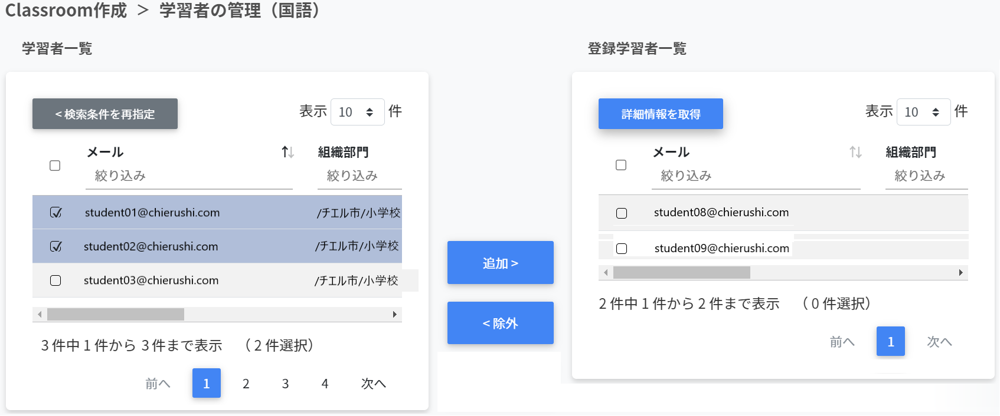 Classroom作成 ＞ 学習者の管理（国語）
学習者一覧
< 検索条件を再指定
表示 10 件
メール 組織部門
絞り込み 絞り込み
student01@chierushi.com /チエル市/小学校
student02@chierushi.com /チエル市/小学校
student03@chierushi.com /チエル市/小学校
3 件中 1 件から 3 件まで表示 （ 2 件選択）
前へ 1 2 3 4 次へ
追加 >
< 除外
登録学習者一覧
詳細情報を取得
表示 10 件
メール 組織部門
絞り込み 絞り込み
student08@chierushi.com
student09@chierushi.com
2 件中 1 件から 2 件まで表示 （ 0 件選択）
前へ 1 次へ